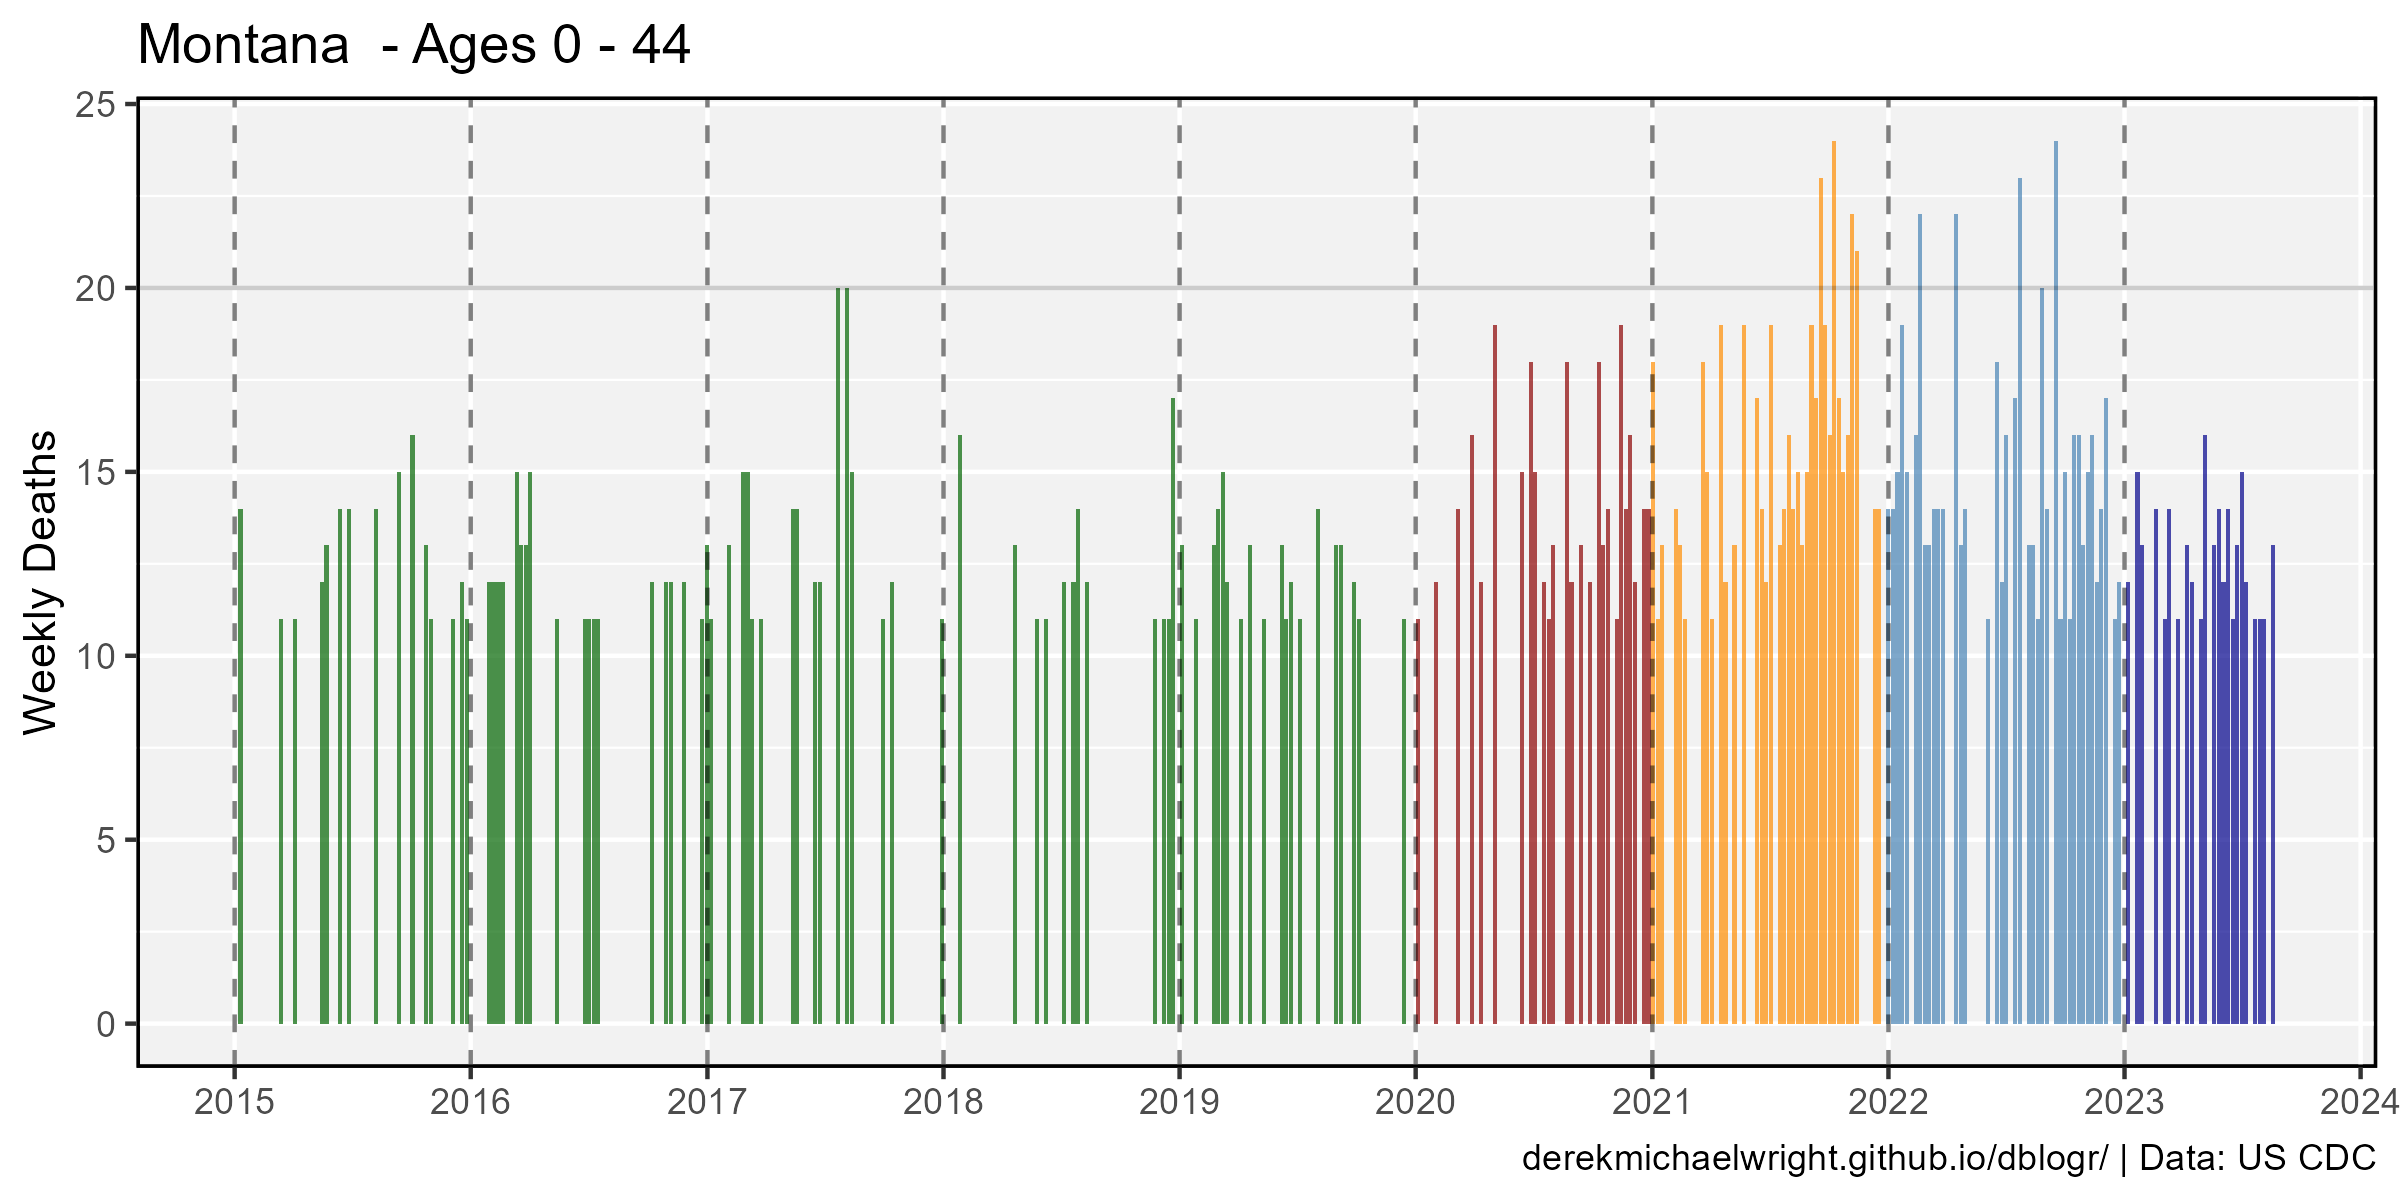 Montana  - Ages 0 - 44
Weekly Deaths
25
20
15
10
5
0
2015 2016 2017 2018 2019 2020 2021 2022 2023 2024
derekmichaelwright.github.io/dblogr/ | Data: US CDC